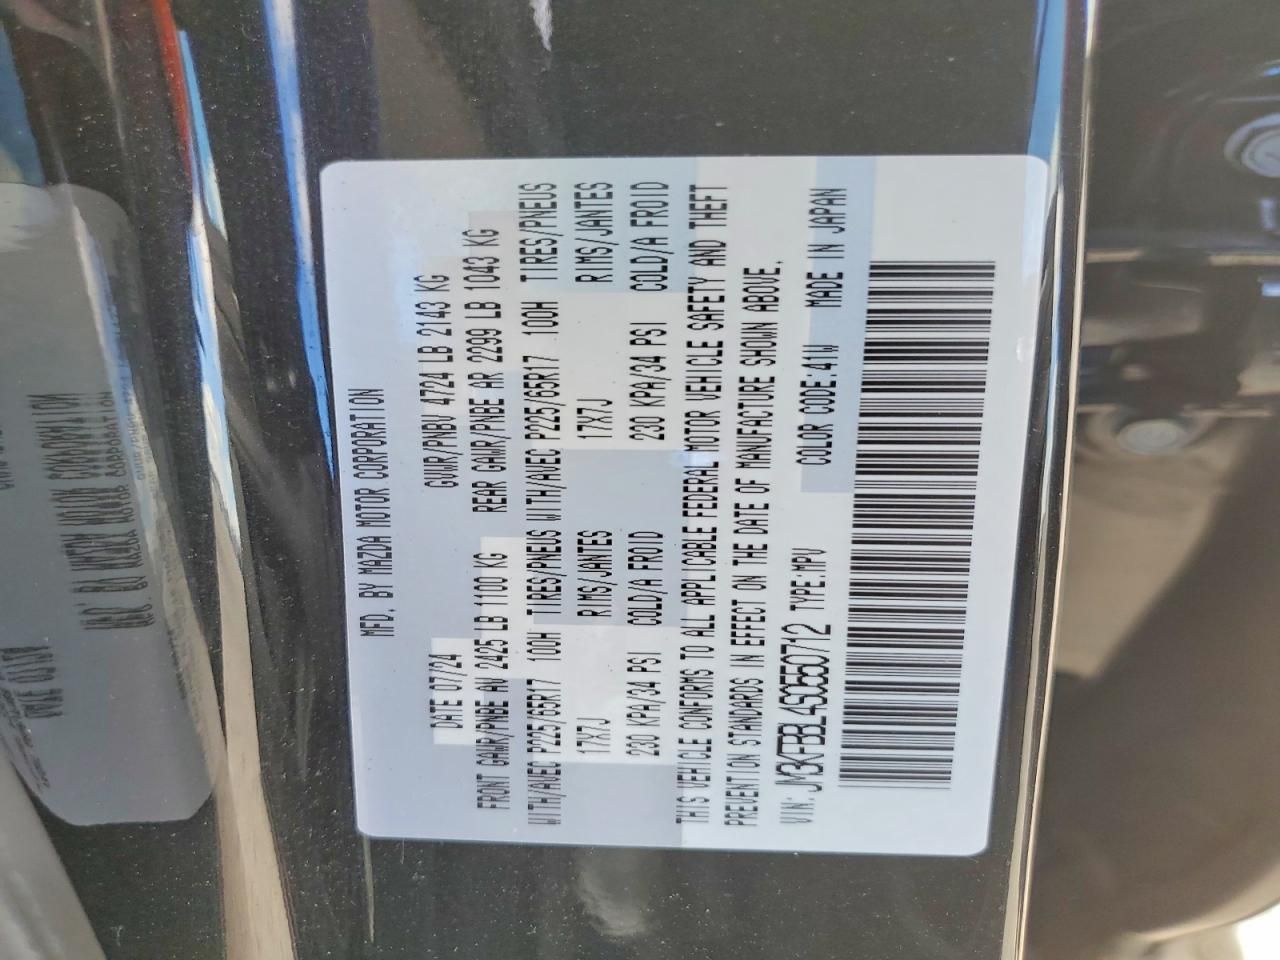 MFD. BY MAZDA MOTOR CORPORATION
DATE 07/24 GVWR/PNBV 4724 LB 2143 KG
FRONT GAWR/PNBE AV 2425 LB 1100 KG REAR GAWR/PNBE AR 2299 LB 1043 KG
WITH/AVEC P225/65R17 100H TIRES/PNEUS WITH/AVEC P225/65R17 100H TIRES/PNEUS
17X7J RIMS/JANTES 17X7J RIMS/JANTES
230 KPA/34 PSI COLD/A FROID 230 KPA/34 PSI COLD/A FROID
THIS VEHICLE CONFORMS TO ALL APPLICABLE FEDERAL MOTOR VEHICLE SAFETY AND THEFT
PREVENTION STANDARDS IN EFFECT ON THE DATE OF MANUFACTURE SHOWN ABOVE.
VIN: JM3KFBBL4S0550712 TYPE:MPV COLOR CODE:41W MADE IN JAPAN